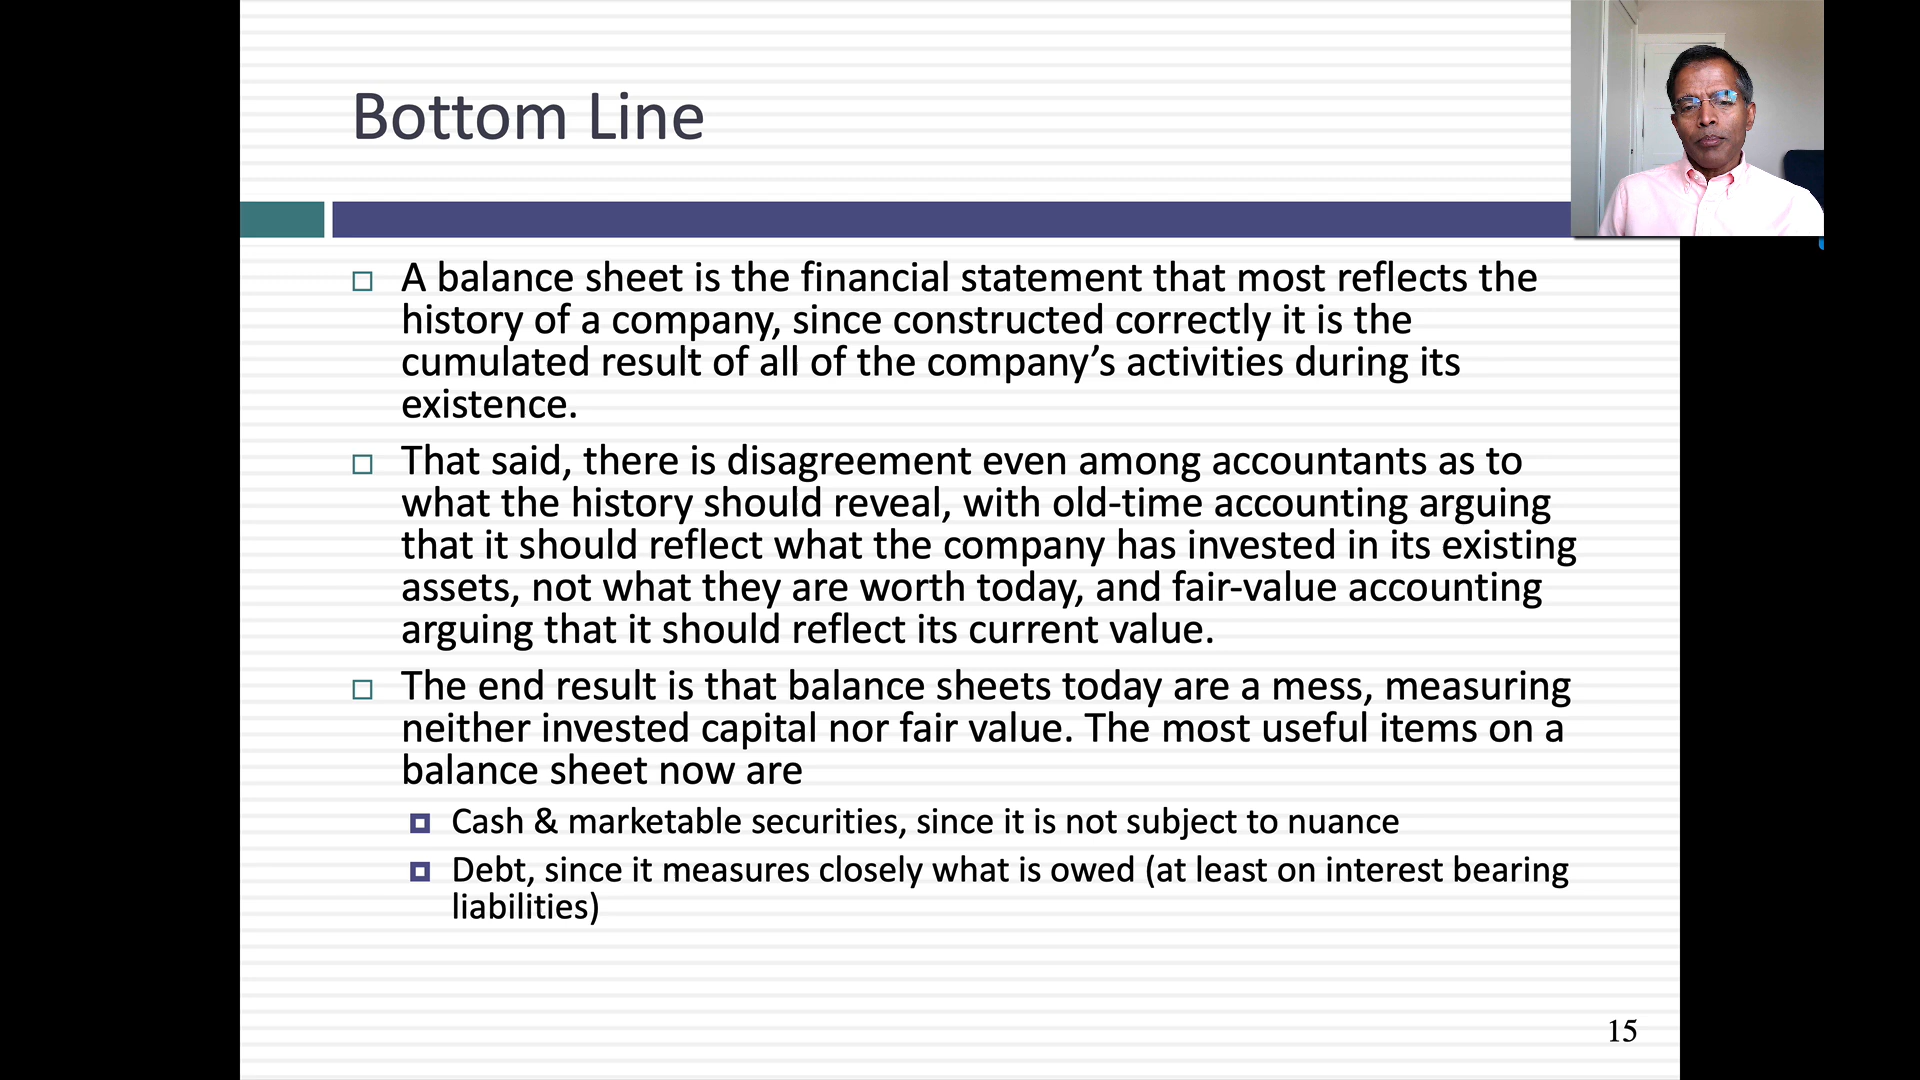 Bottom Line
A balance sheet is the financial statement that most reflects the
history of a company, since constructed correctly it is the
cumulated result of all of the company’s activities during its
existence.
That said, there is disagreement even among accountants as to
what the history should reveal, with old-time accounting arguing
that it should reflect what the company has invested in its existing
assets, not what they are worth today, and fair-value accounting
arguing that it should reflect its current value.
The end result is that balance sheets today are a mess, measuring
neither invested capital nor fair value. The most useful items on a
balance sheet now are
Cash & marketable securities, since it is not subject to nuance
Debt, since it measures closely what is owed (at least on interest bearing
liabilities)
15